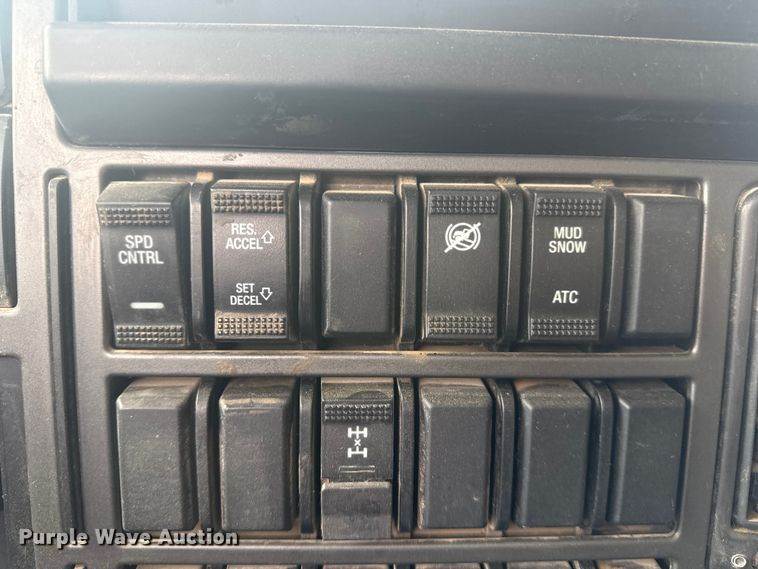 SPD
CNTRL
RES.
ACCEL
SET
DECEL
MUD
SNOW
ATC
Purple Wave Auction